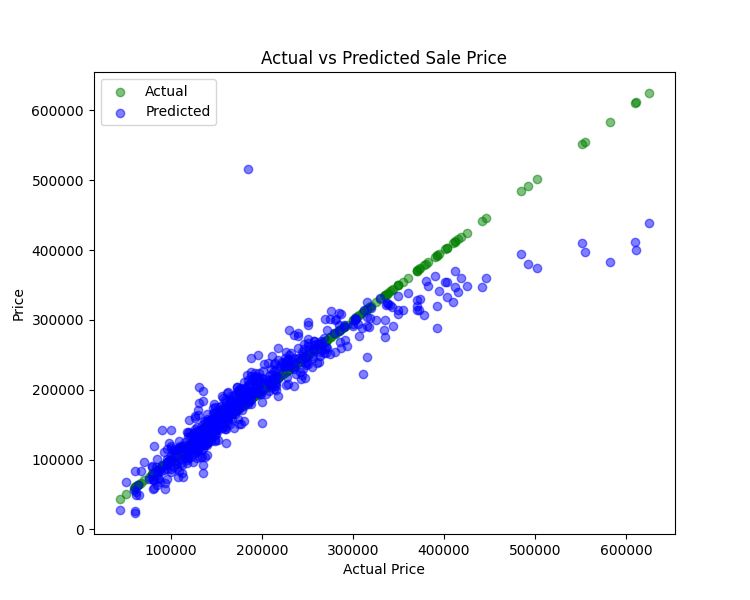 Actual vs Predicted Sale Price
Actual
Predicted
600000
500000
400000
300000
200000
100000
0
Price
100000 200000 300000 400000 500000 600000
Actual Price